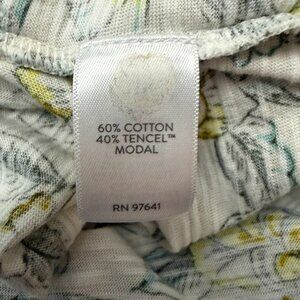 60% COTTON
40% TENCEL™
MODAL
RN 97641